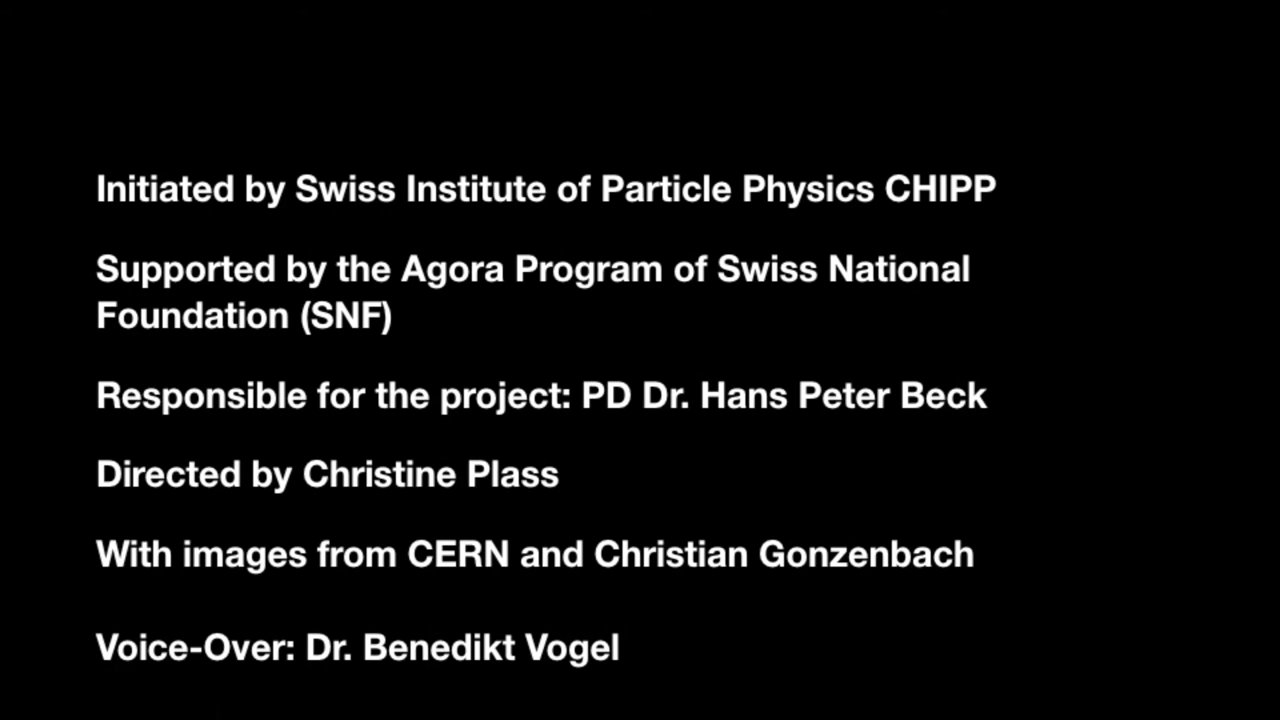 Initiated by Swiss Institute of Particle Physics CHIPP
Supported by the Agora Program of Swiss National
Foundation (SNF)
Responsible for the project: PD Dr. Hans Peter Beck
Directed by Christine Plass
With images from CERN and Christian Gonzenbach
Voice-Over: Dr. Benedikt Vogel